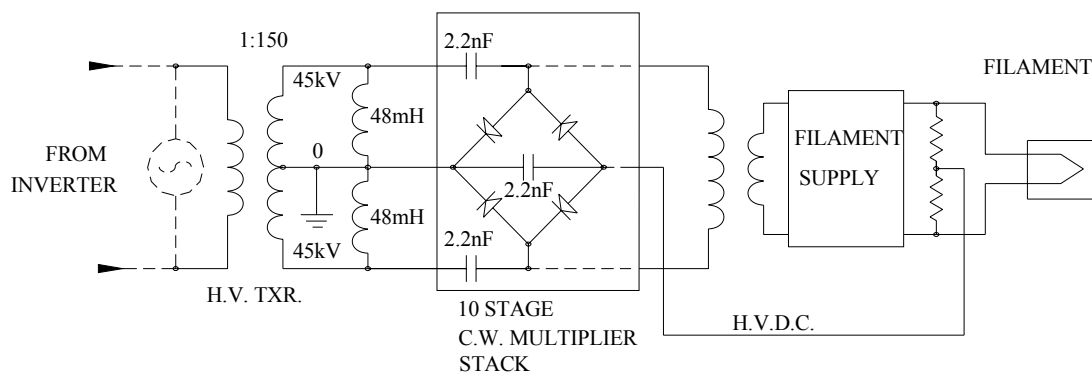 1:150
45kV
0
45kV
FROM
INVERTER
H.V. TXR.
48mH
48mH
2.2nF
2.2nF
2.2nF
10 STAGE
C.W. MULTIPLIER
STACK
FILAMENT
SUPPLY
H.V.D.C.
FILAMENT